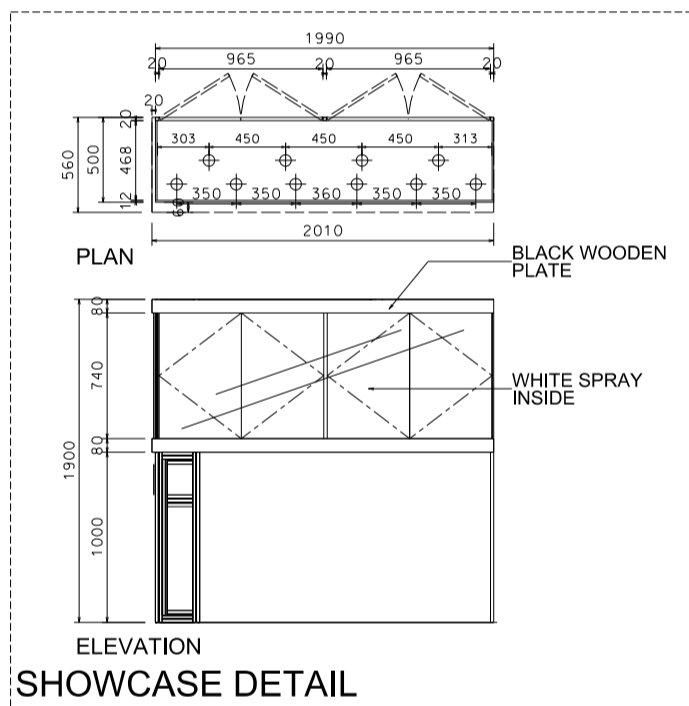 1990
20 965 20 965 20
20
20
303 450 450 450 313
560 500 468
350 350 360 350 350
12
60
2010
PLAN
BLACK WOODEN
PLATE
80
740
WHITE SPRAY
INSIDE
80
1900
1000
ELEVATION
SHOWCASE DETAIL